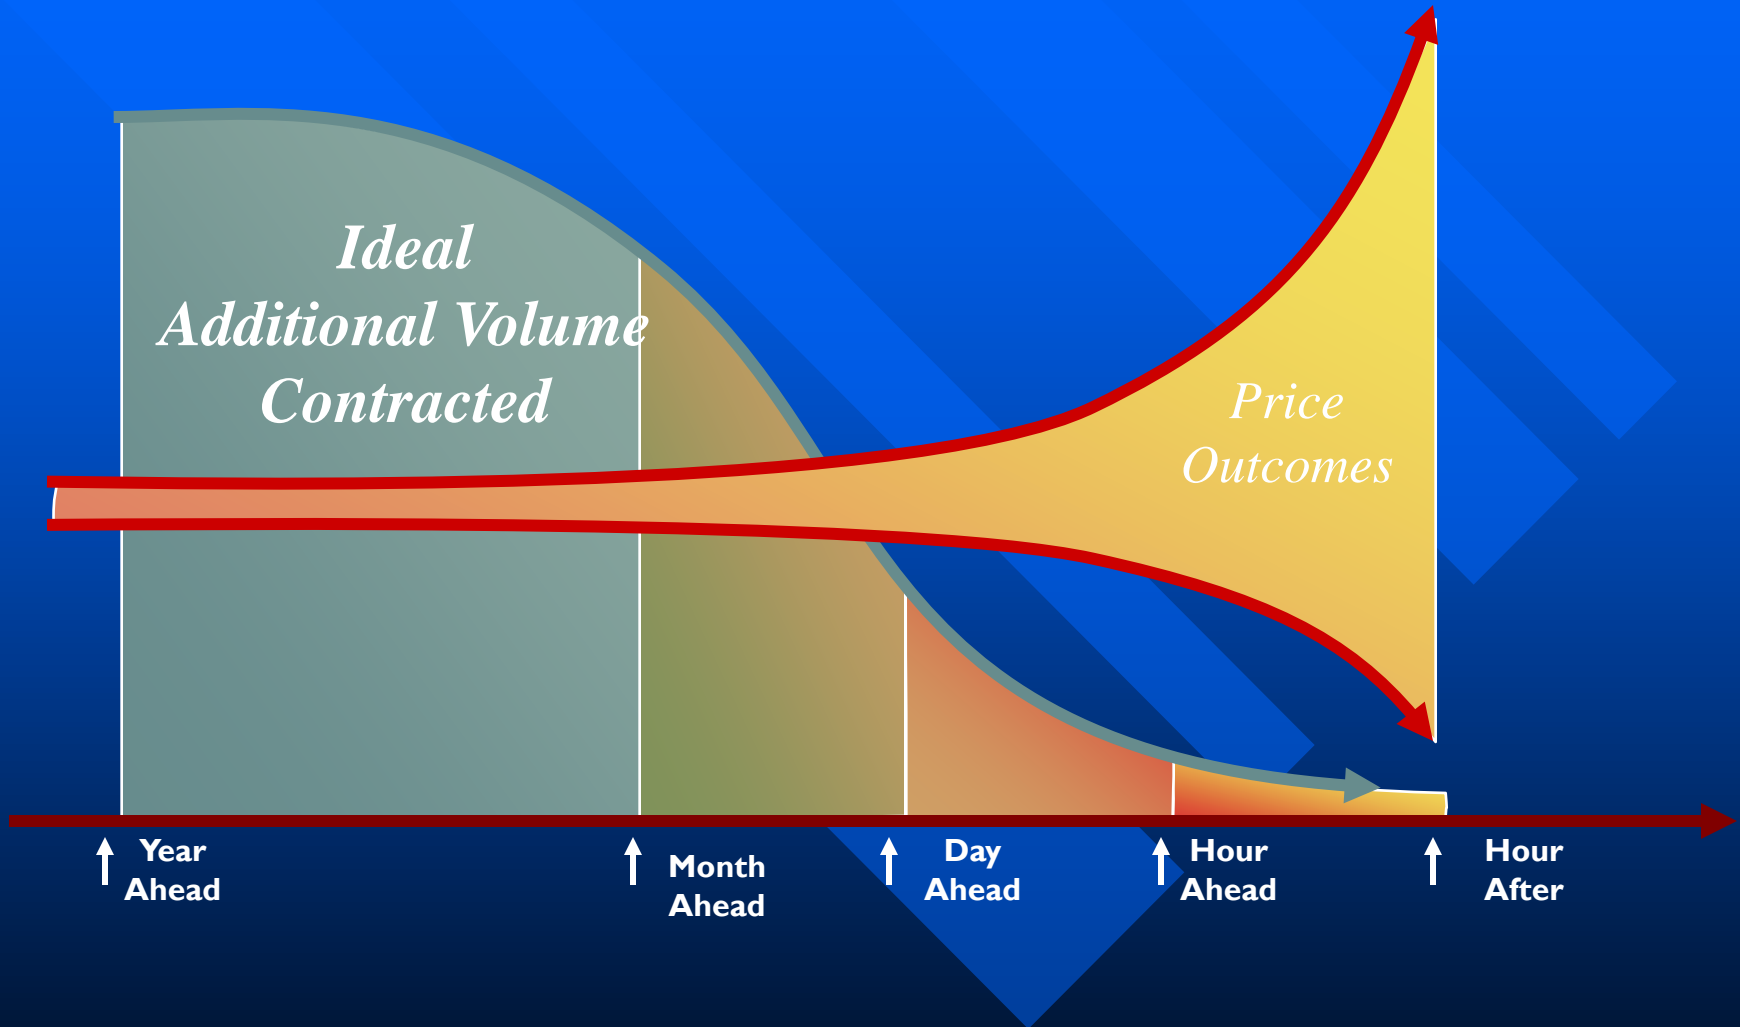 Ideal
Additional Volume
Contracted
Price
Outcomes
Year
Ahead
Month
Ahead
Day
Ahead
Hour
Ahead
Hour
After